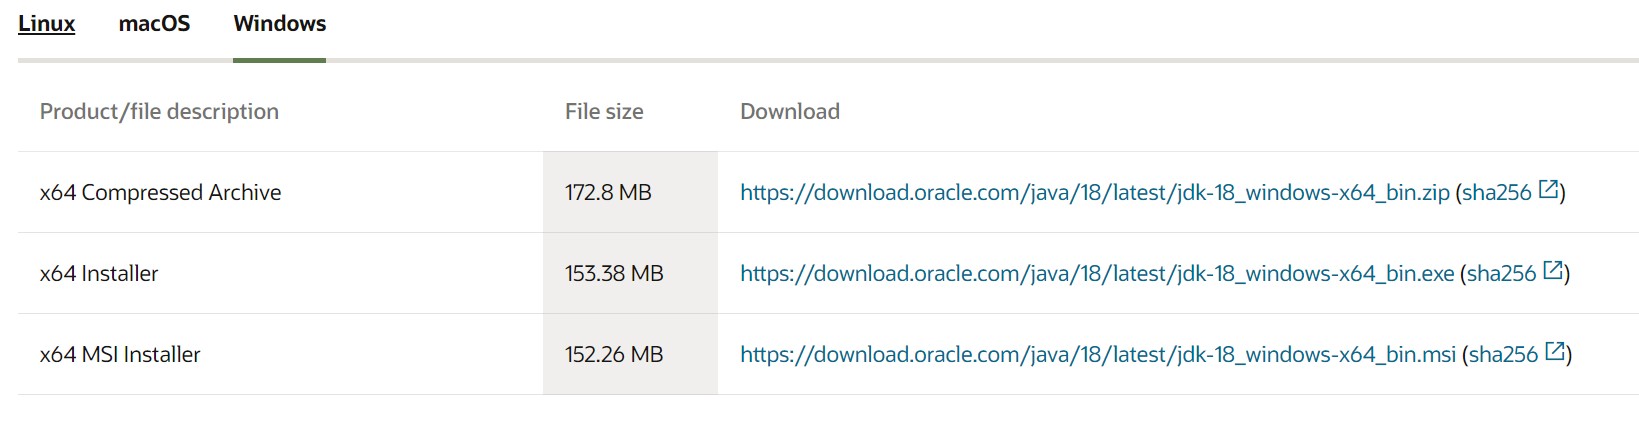 Linux macOS Windows
Product/file description File size Download
x64 Compressed Archive 172.8 MB https://download.oracle.com/java/18/latest/jdk-18_windows-x64_bin.zip (sha256)
x64 Installer 153.38 MB https://download.oracle.com/java/18/latest/jdk-18_windows-x64_bin.exe (sha256)
x64 MSI Installer 152.26 MB https://download.oracle.com/java/18/latest/jdk-18_windows-x64_bin.msi (sha256)